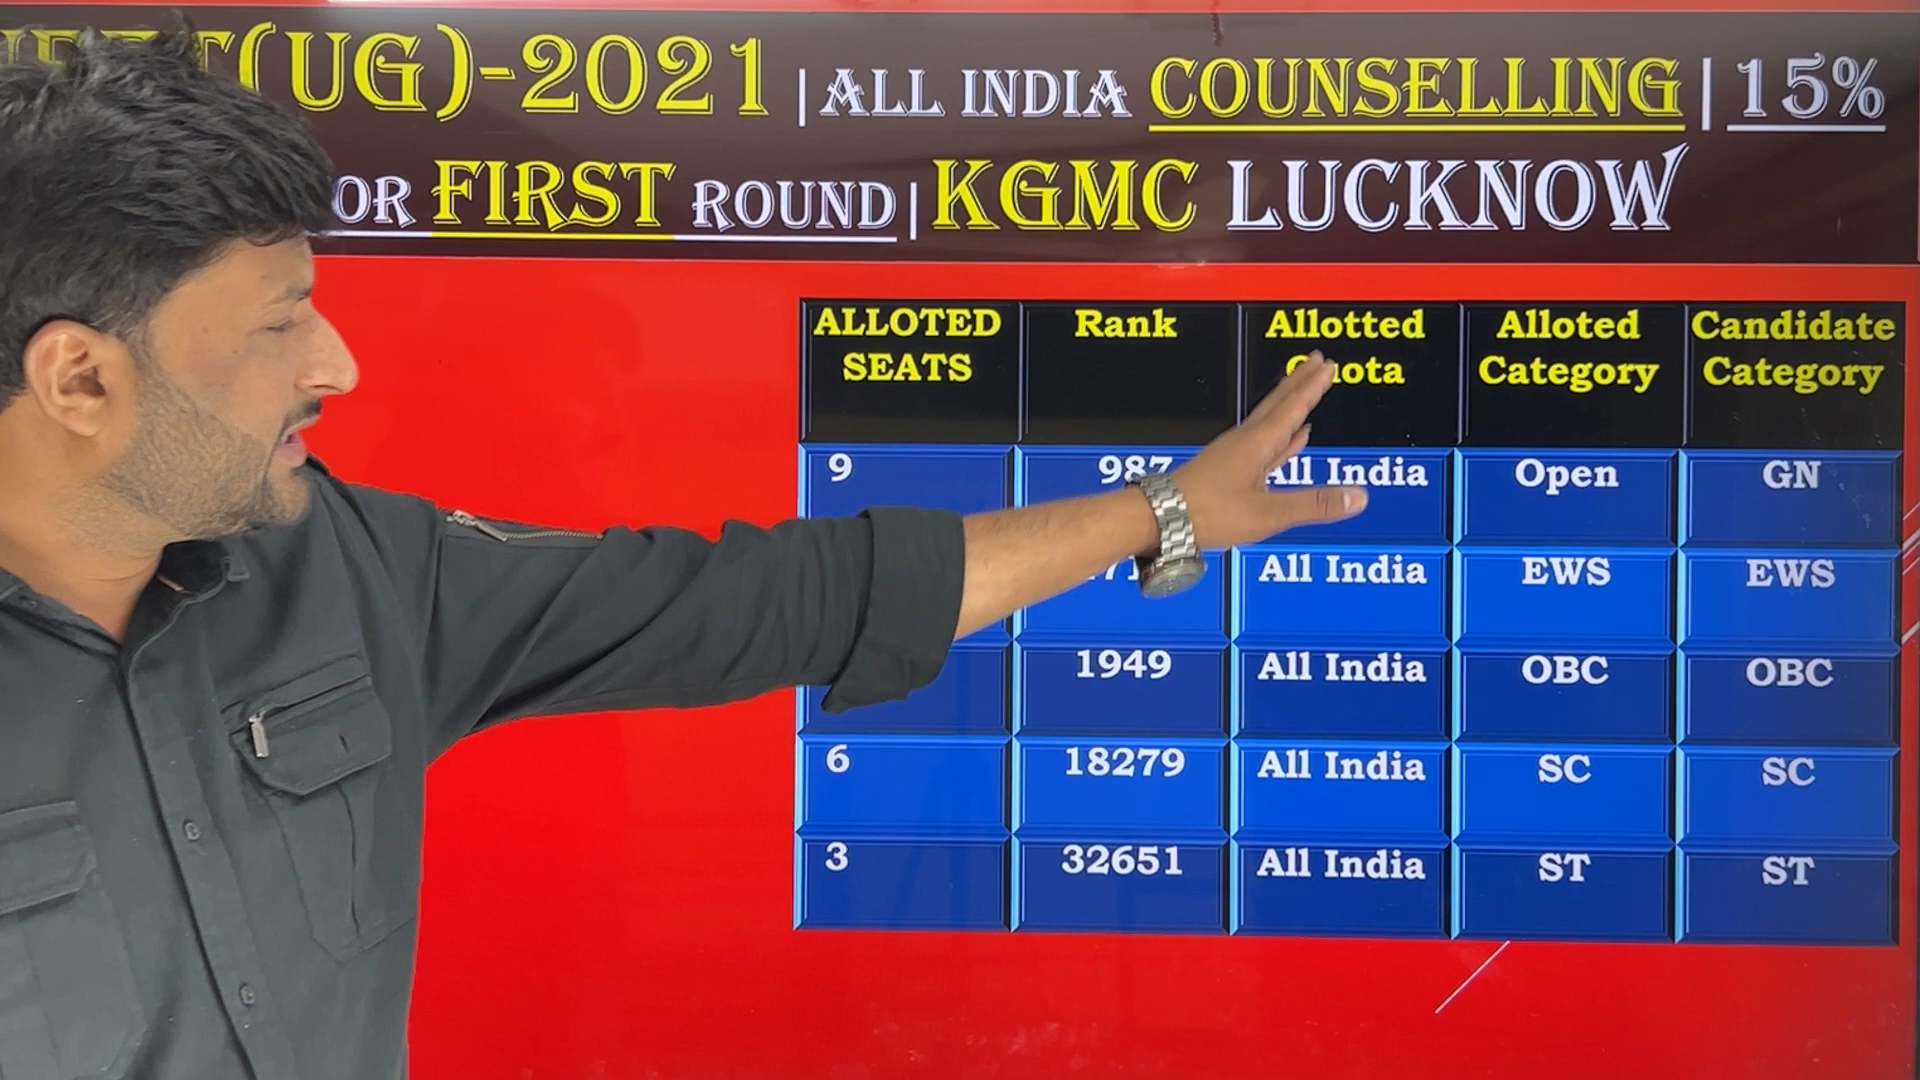 (UG)-2021 | ALL INDIA COUNSELLING | 15%
FIRST ROUND | KGMC LUCKNOW
ALLOTED SEATS Rank Allotted Quota Alloted Category Candidate Category
9 987 All India Open GN
All India EWS EWS
1949 All India OBC OBC
6 18279 All India SC SC
3 32651 All India ST ST